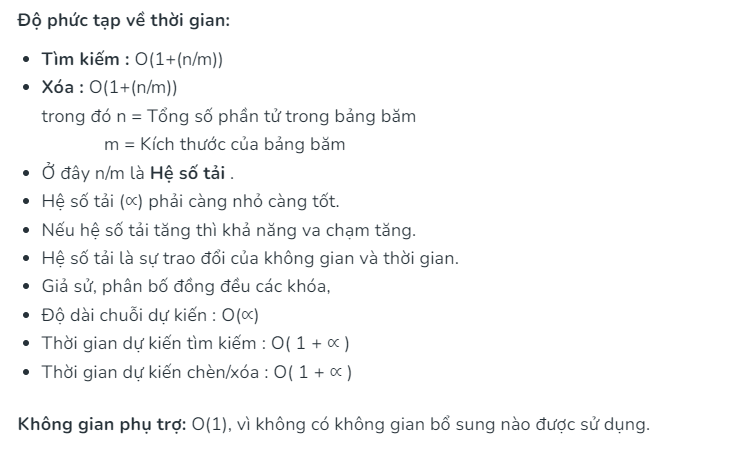 Độ phức tạp về thời gian:
Tìm kiếm : O(1+(n/m))
Xóa : O(1+(n/m))
trong đó n = Tổng số phần tử trong bảng băm
m = Kích thước của bảng băm
Ở đây n/m là Hệ số tải .
Hệ số tải (∝) phải càng nhỏ càng tốt.
Nếu hệ số tải tăng thì khả năng va chạm tăng.
Hệ số tải là sự trao đổi của không gian và thời gian.
Giả sử, phân bố đồng đều các khóa,
Độ dài chuỗi dự kiến : O(∝)
Thời gian dự kiến tìm kiếm : O( 1 + ∝ )
Thời gian dự kiến chèn/xóa : O( 1 + ∝ )
Không gian phụ trợ: O(1), vì không có không gian bổ sung nào được sử dụng.